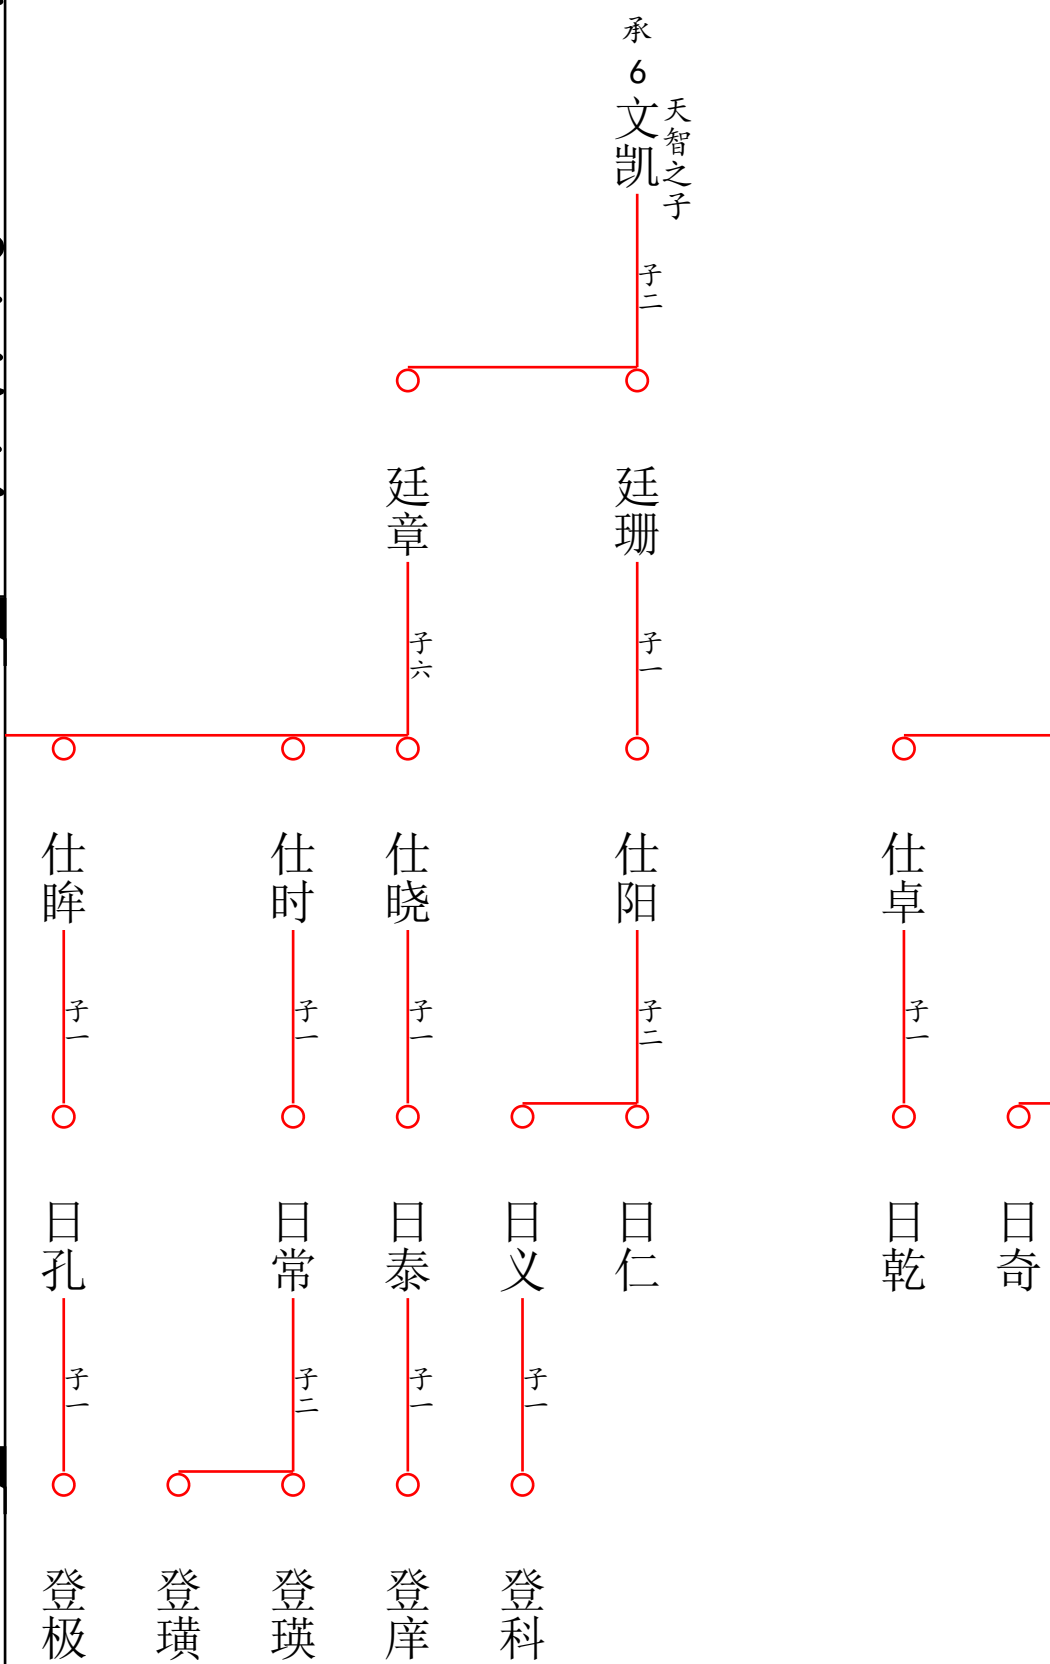 承
6
文凯
天智之子
子二
廷珊
廷章
子一
子六
仕卓
仕阳
仕晓
仕时
仕眸
子一
子二
子一
子一
子一
日奇
日乾
日仁
日义
日泰
日常
日孔
子一
子一
子二
子一
登科
登庠
登瑛
登璜
登极